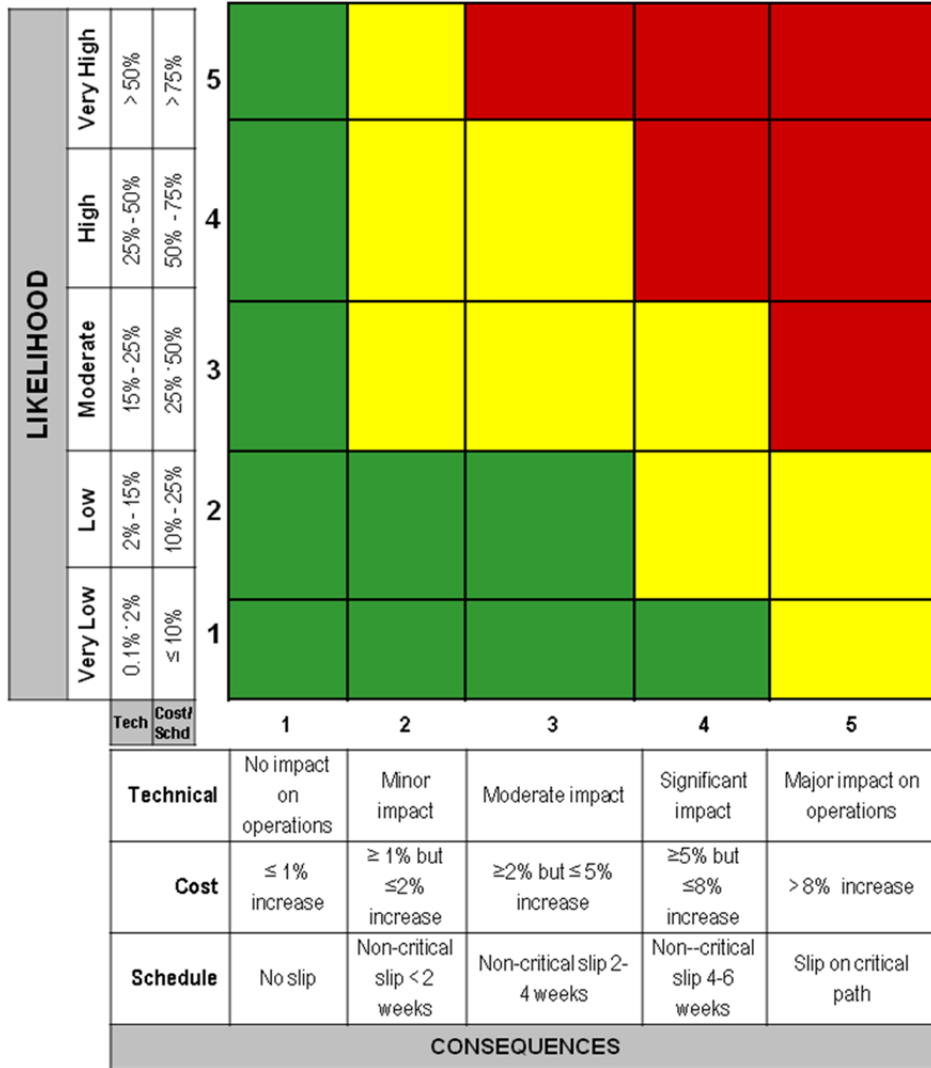 LIKELIHOOD
Very High
> 50%
> 75%
5
High
25% - 50%
50% - 75%
4
Moderate
15% - 25%
25% - 50%
3
Low
2% - 15%
10% - 25%
2
Very Low
0.1% - 2%
≤ 10%
1
Tech
Cost/
Schd
1 2 3 4 5
Technical
No impact
on
operations
Minor
impact
Moderate impact
Significant
impact
Major impact on
operations
Cost
≤ 1%
increase
≥ 1% but
≤2%
increase
≥2% but ≤ 5%
increase
≥5% but
≤8%
increase
> 8% increase
Schedule
No slip
Non-critical
slip < 2
weeks
Non-critical slip 2-
4 weeks
Non--critical
slip 4-6
weeks
Slip on critical
path
CONSEQUENCES